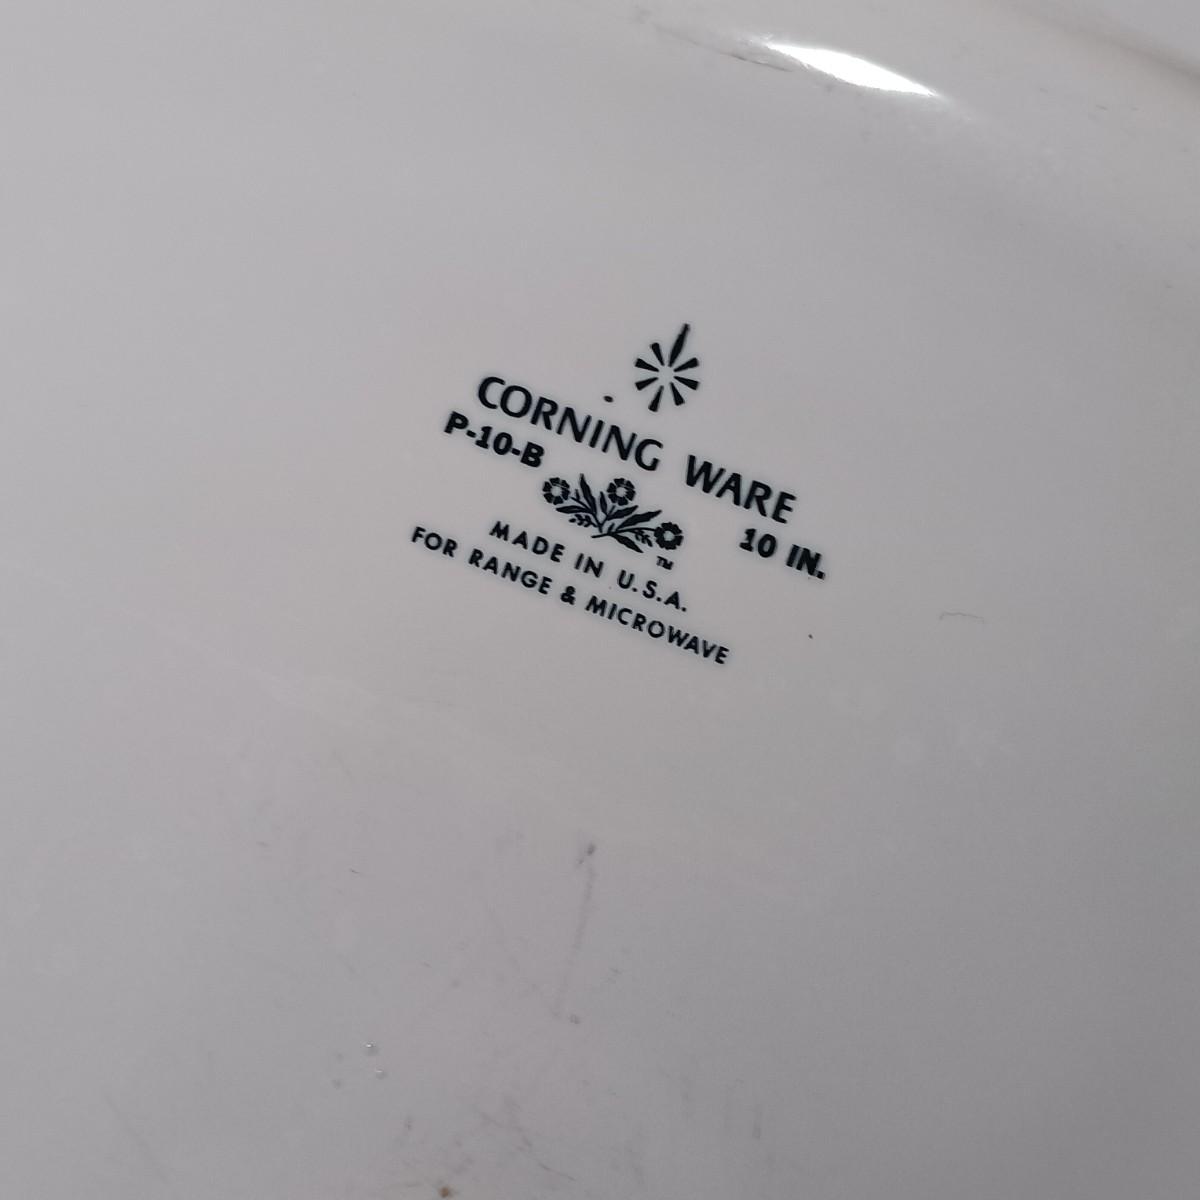 CORNING WARE
P-10-B 10 IN.
TM
MADE IN U.S.A.
FOR RANGE & MICROWAVE